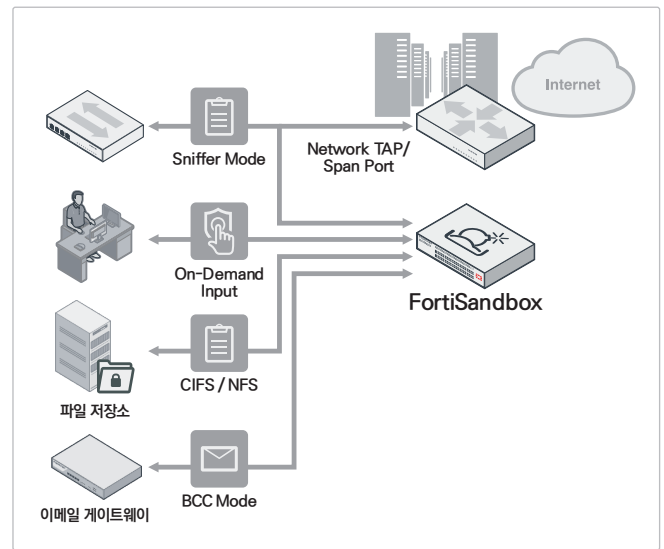 Internet
Sniffer Mode
Network TAP/
Span Port
On-Demand
Input
FortiSandbox
CIFS / NFS
파일 저장소
BCC Mode
이메일 게이트웨이